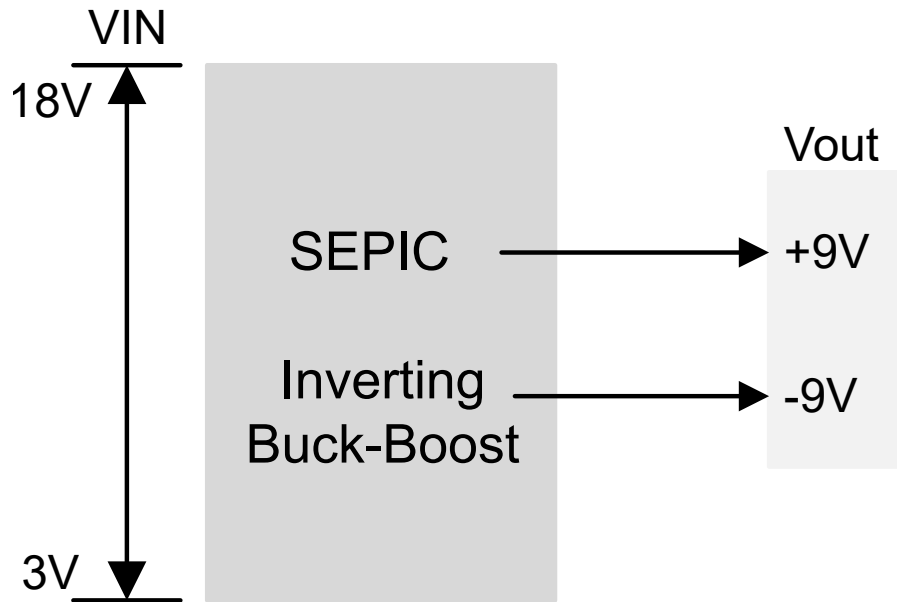 VIN
18V
Vout
SEPIC
+9V
Inverting
Buck-Boost
-9V
3V